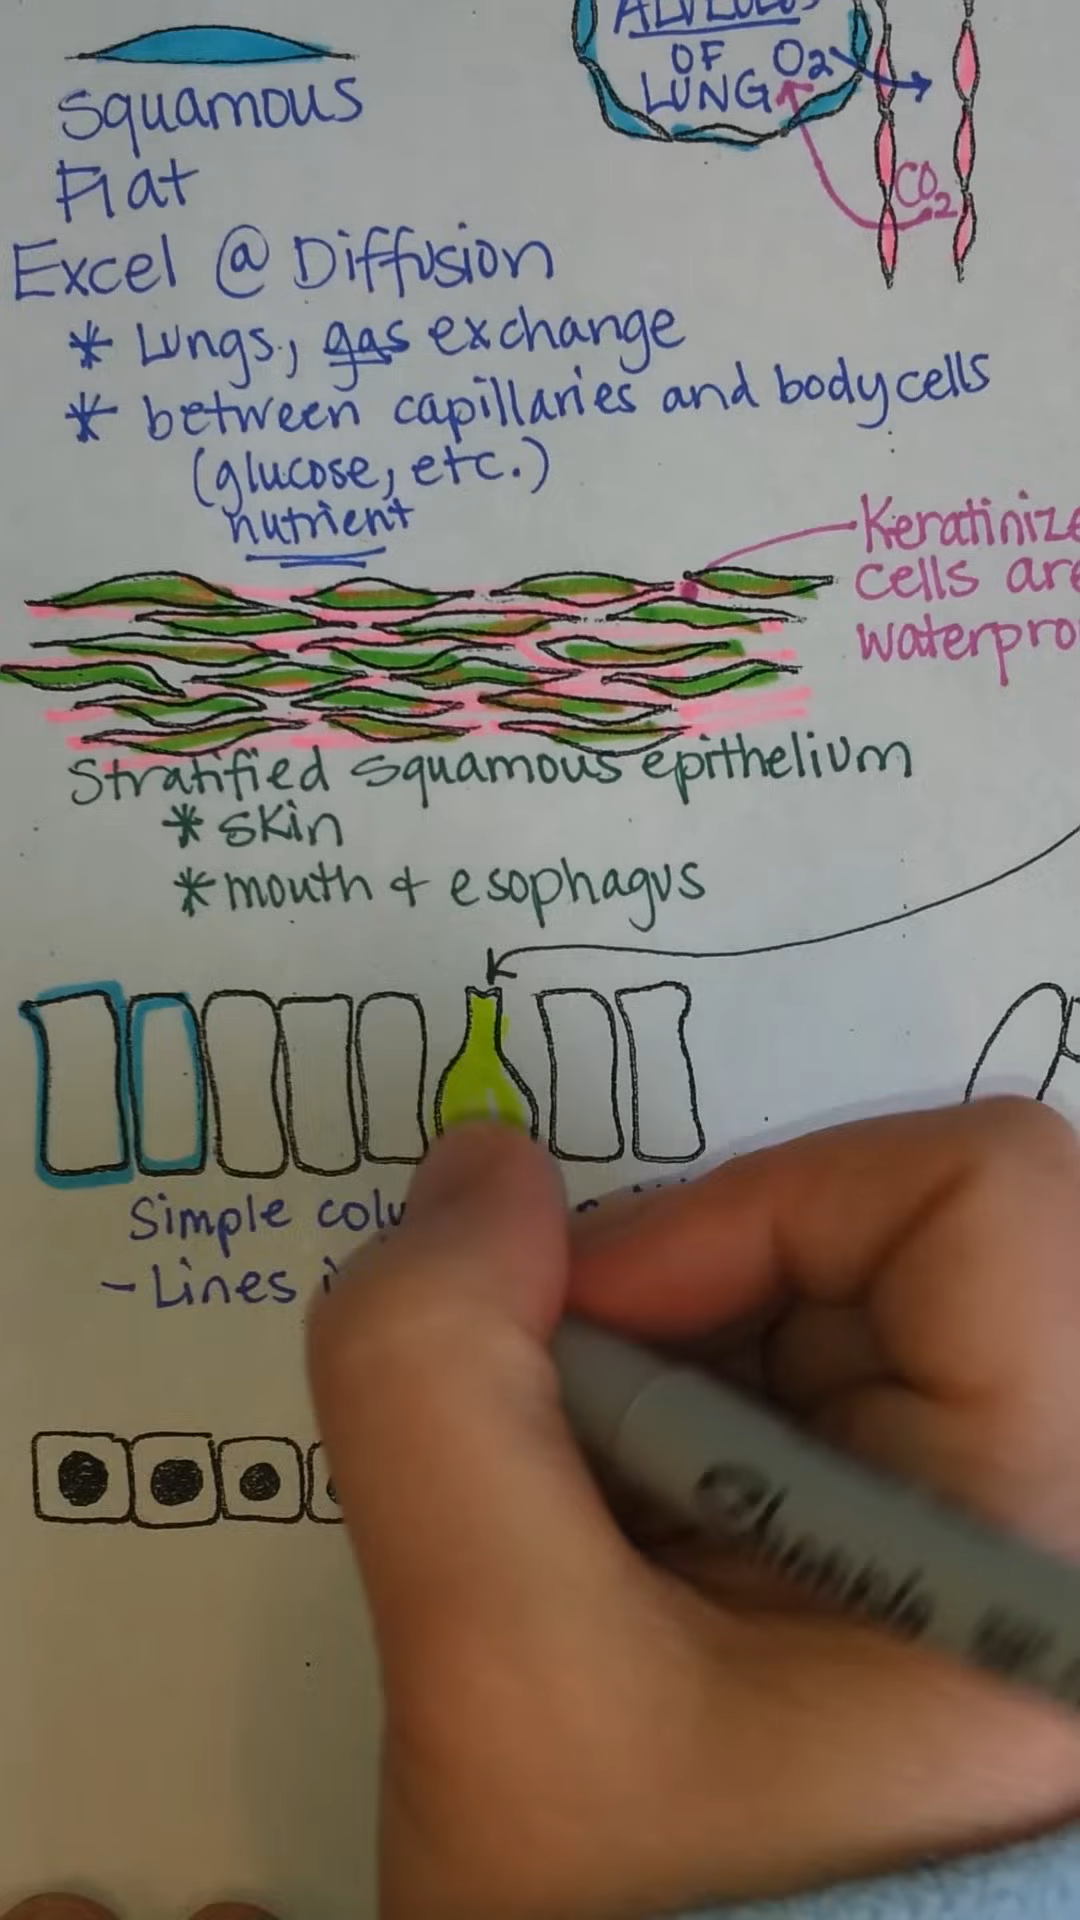 ALVEOLUS
OF
LUNG
O₂
CO₂
Squamous
Flat
Excel @ Diffusion
* Lungs, gas exchange
* between capillaries and body cells
(glucose, etc.)
nutrient
Keratinize
cells are
waterpro
Stratified squamous epithelium
* skin
* mouth & esophagus
Simple colu
- Lines i